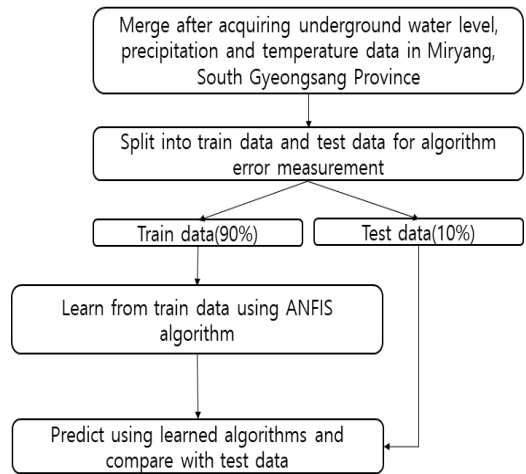 Merge after acquiring underground water level,
precipitation and temperature data in Miryang,
South Gyeongsang Province
Split into train data and test data for algorithm
error measurement
Train data(90%)
Test data(10%)
Learn from train data using ANFIS
algorithm
Predict using learned algorithms and
compare with test data